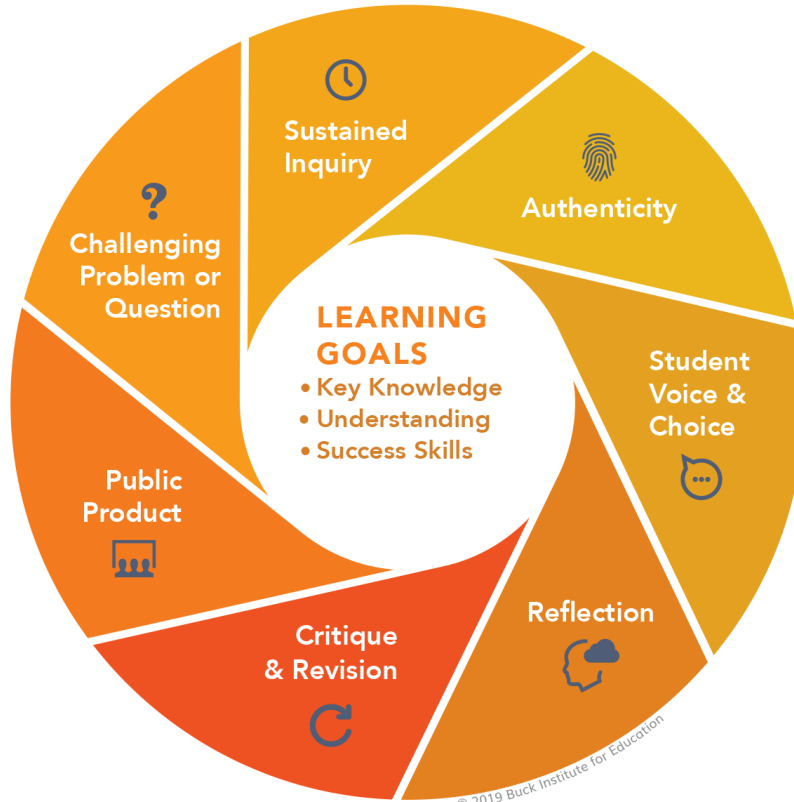 Sustained
Inquiry
Authenticity
Challenging
Problem or
Question
LEARNING
GOALS
• Key Knowledge
• Understanding
• Success Skills
Student
Voice &
Choice
Public
Product
Reflection
Critique
& Revision
© 2019 Buck Institute for Education